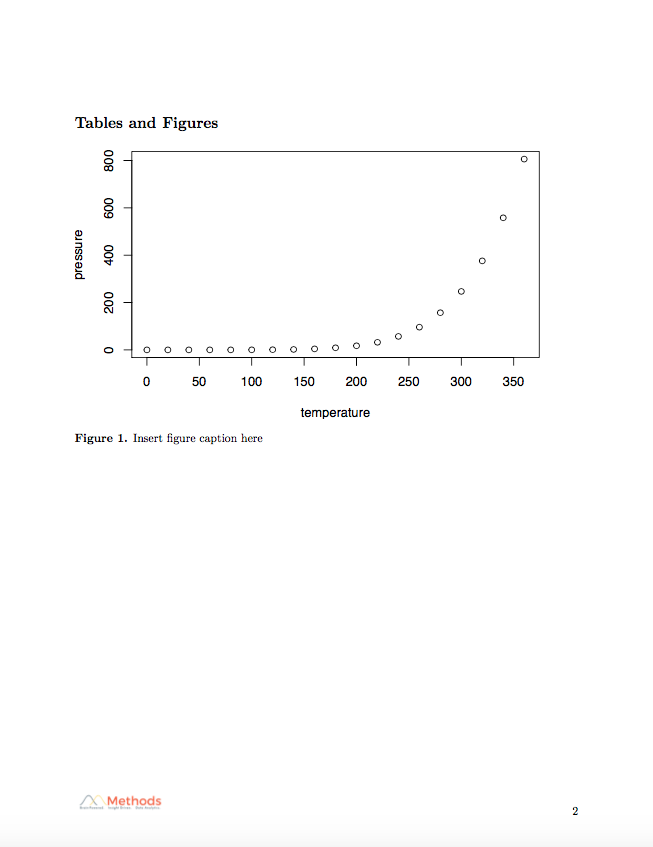 Tables and Figures
800
600
400
200
0
pressure
0 50 100 150 200 250 300 350
temperature
Figure 1. Insert figure caption here
Methods
2